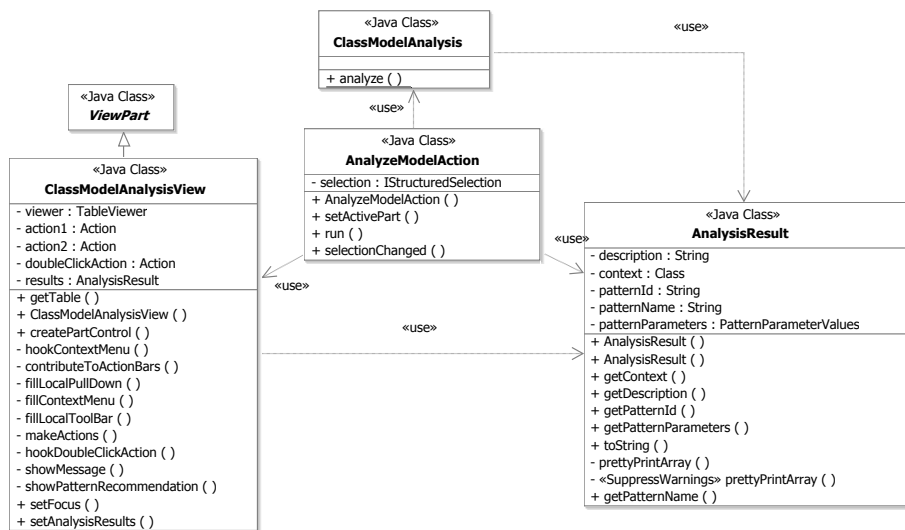 «Java Class»
ClassModelAnalysis
+ analyze ( )
«use»
«use»
«Java Class»
ViewPart
«Java Class»
AnalyzeModelAction
- selection : IStructuredSelection
+ AnalyzeModelAction ( )
+ setActivePart ( )
+ run ( )
+ selectionChanged ( )
«use»
«use»
«use»
«Java Class»
ClassModelAnalysisView
- viewer : TableViewer
- action1 : Action
- action2 : Action
- doubleClickAction : Action
- results : AnalysisResult
+ getTable ( )
+ ClassModelAnalysisView ( )
+ createPartControl ( )
- hookContextMenu ( )
- contributeToActionBars ( )
- fillLocalPullDown ( )
- fillContextMenu ( )
- fillLocalToolBar ( )
- makeActions ( )
- hookDoubleClickAction ( )
- showMessage ( )
- showPatternRecommendation ( )
+ setFocus ( )
+ setAnalysisResults ( )
«Java Class»
AnalysisResult
- description : String
- context : Class
- patternId : String
- patternName : String
- patternParameters : PatternParameterValues
+ AnalysisResult ( )
+ AnalysisResult ( )
+ getContext ( )
+ getDescription ( )
+ getPatternId ( )
+ getPatternParameters ( )
+ toString ( )
- prettyPrintArray ( )
- «SuppressWarnings» prettyPrintArray ( )
+ getPatternName ( )